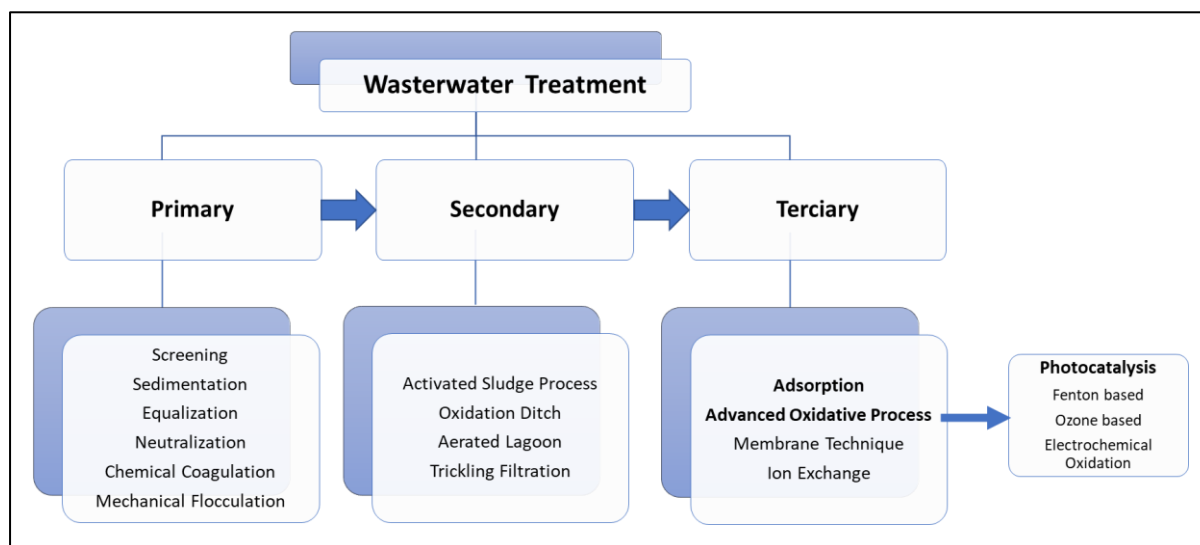 Wasterwater Treatment
Primary
Secondary
Terciary
Screening
Sedimentation
Equalization
Neutralization
Chemical Coagulation
Mechanical Flocculation
Activated Sludge Process
Oxidation Ditch
Aerated Lagoon
Trickling Filtration
Adsorption
Advanced Oxidative Process
Membrane Technique
Ion Exchange
Photocatalysis
Fenton based
Ozone based
Electrochemical
Oxidation